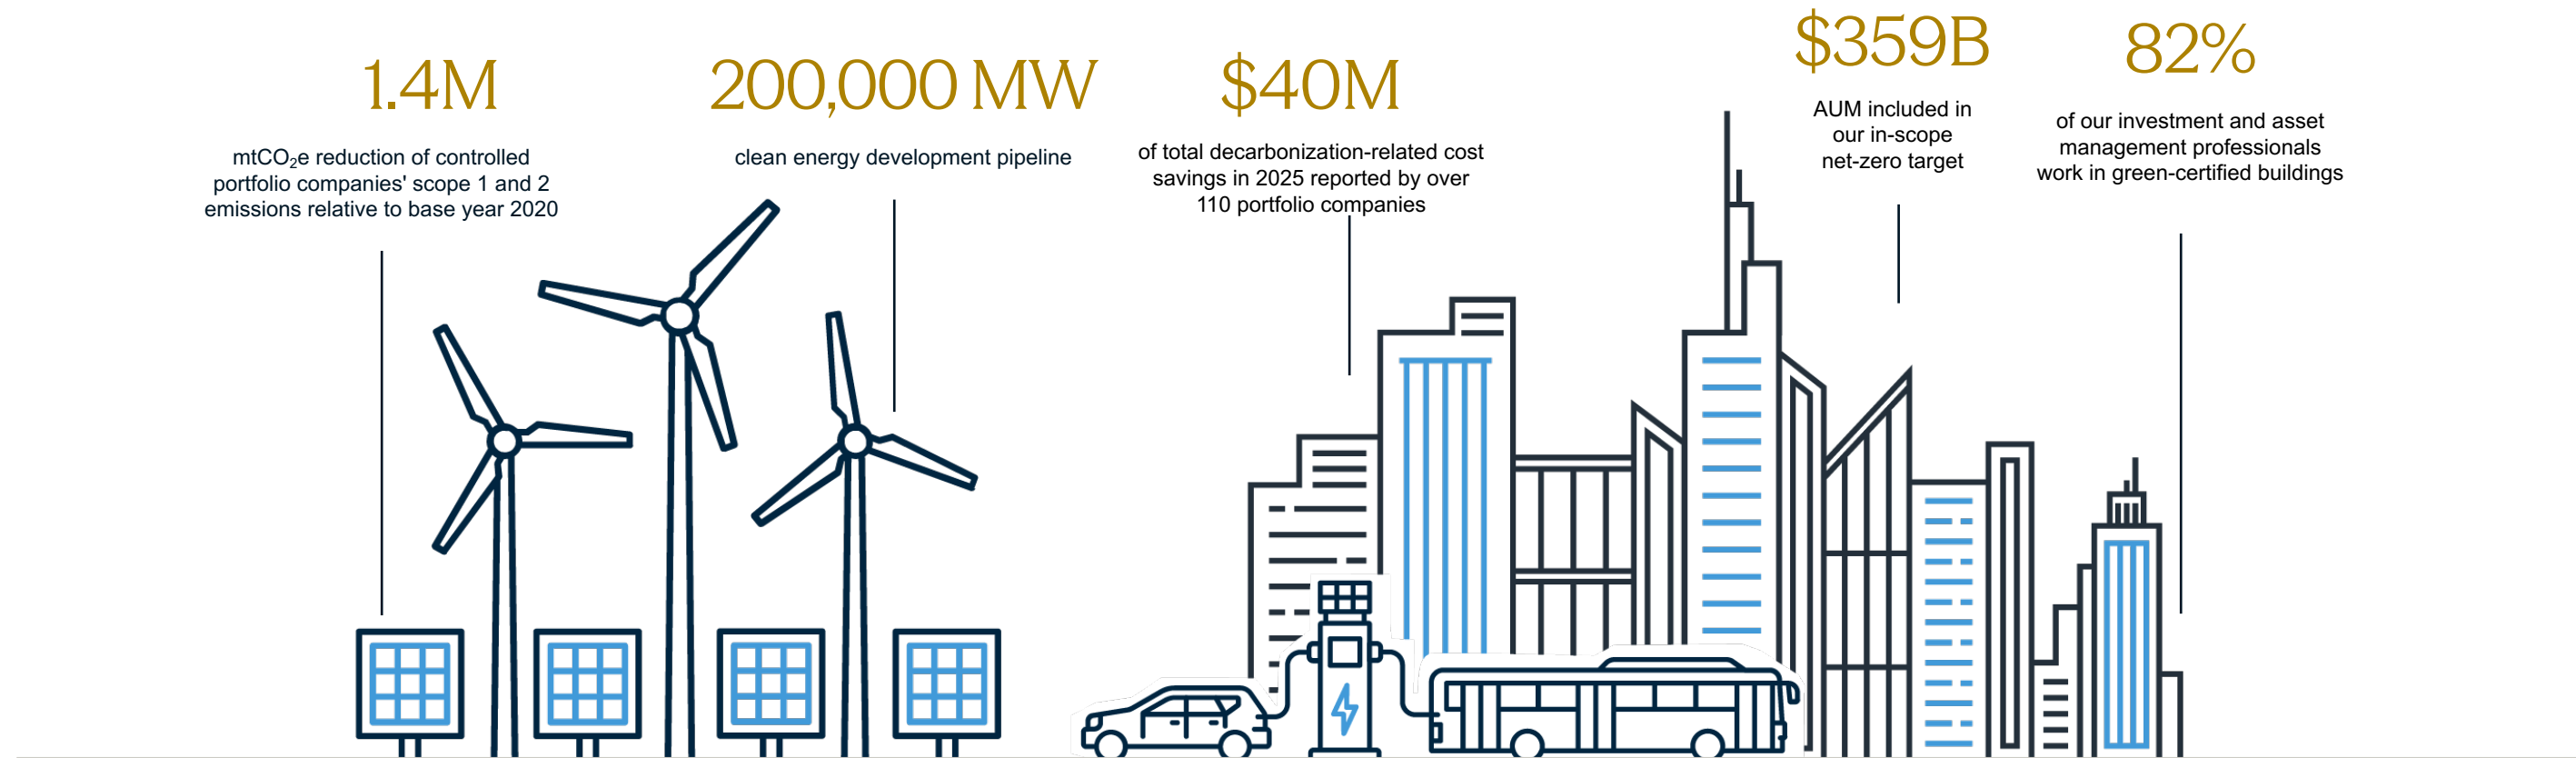 1.4M
mtCO₂e reduction of controlled
portfolio companies' scope 1 and 2
emissions relative to base year 2020
200,000 MW
clean energy development pipeline
$40M
of total decarbonization-related cost
savings in 2025 reported by over
110 portfolio companies
$359B
AUM included in
our in-scope
net-zero target
82%
of our investment and asset
management professionals
work in green-certified buildings